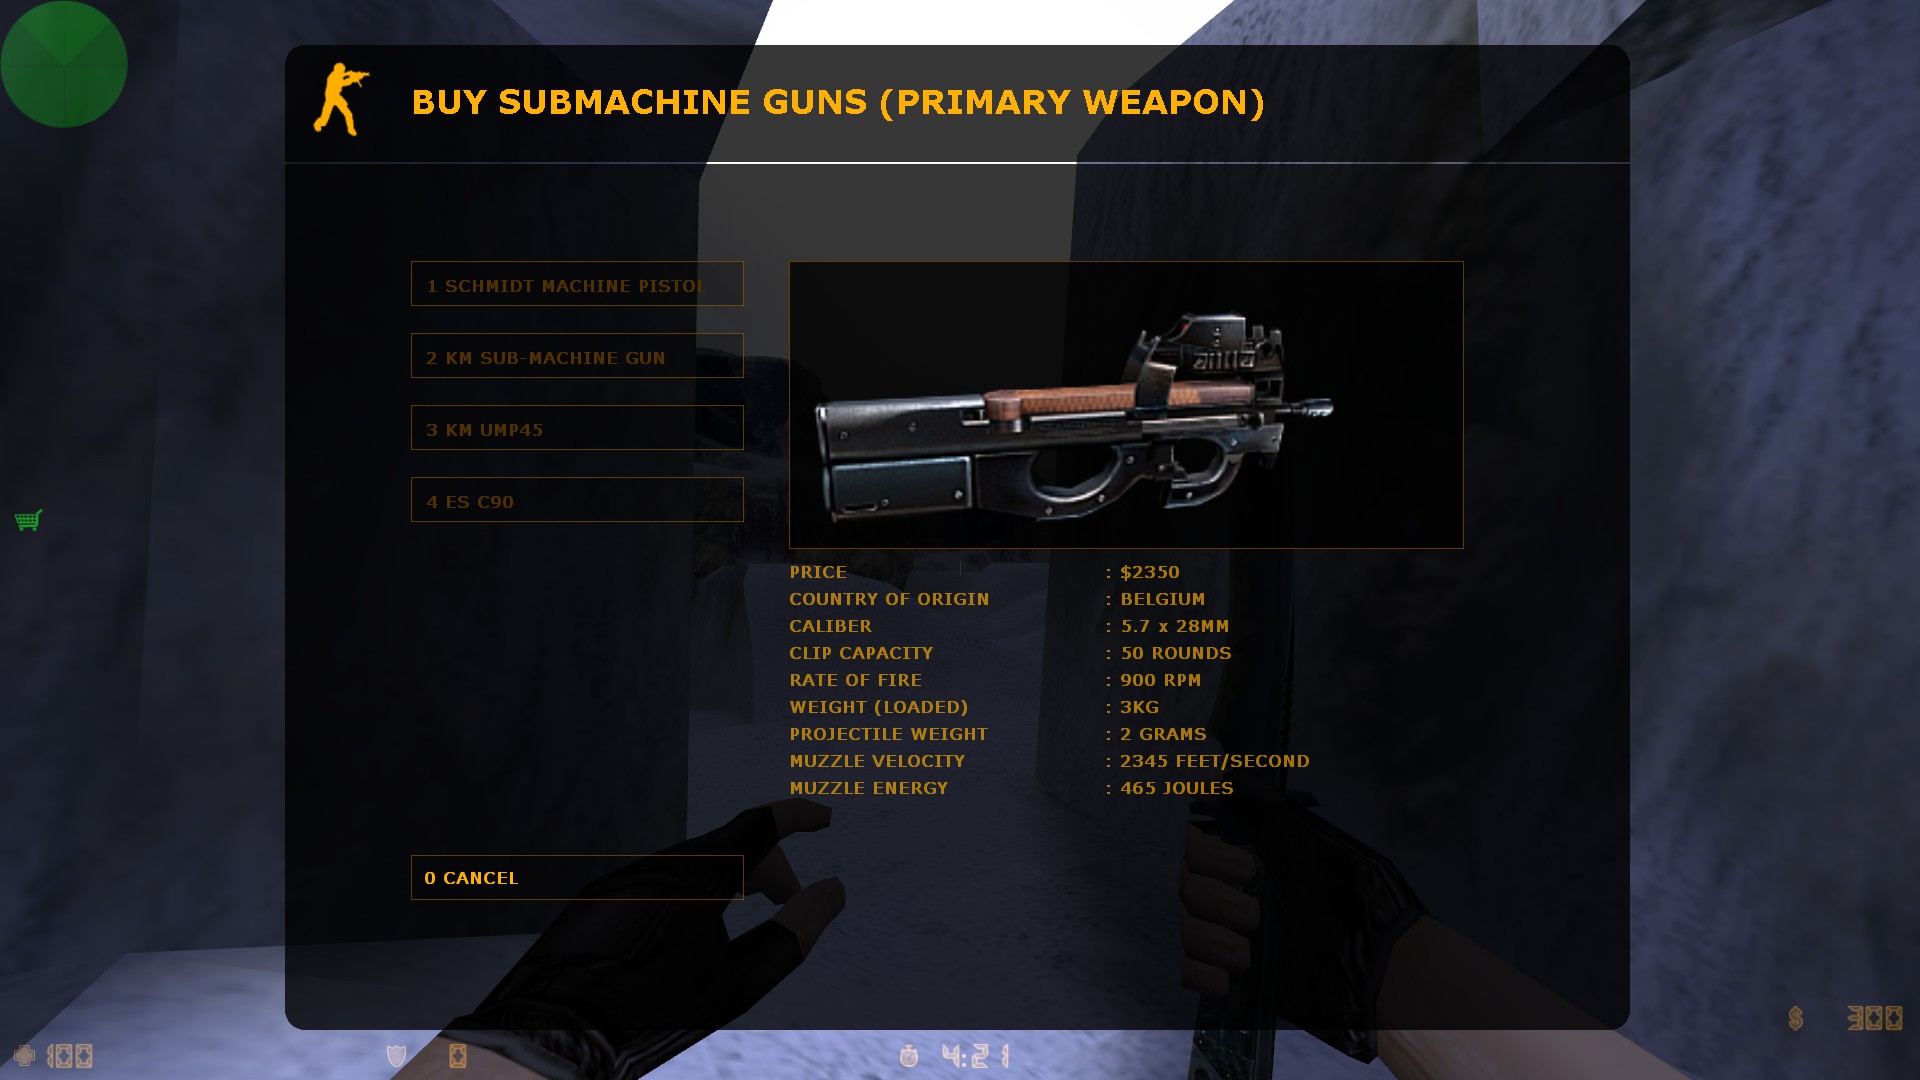 BUY SUBMACHINE GUNS (PRIMARY WEAPON)
1 SCHMIDT MACHINE PISTOL
2 KM SUB-MACHINE GUN
3 KM UMP45
4 ES C90
PRICE : $2350
COUNTRY OF ORIGIN : BELGIUM
CALIBER : 5.7 x 28MM
CLIP CAPACITY : 50 ROUNDS
RATE OF FIRE : 900 RPM
WEIGHT (LOADED) : 3KG
PROJECTILE WEIGHT : 2 GRAMS
MUZZLE VELOCITY : 2345 FEET/SECOND
MUZZLE ENERGY : 465 JOULES
0 CANCEL
$ 300
100 0 4:21